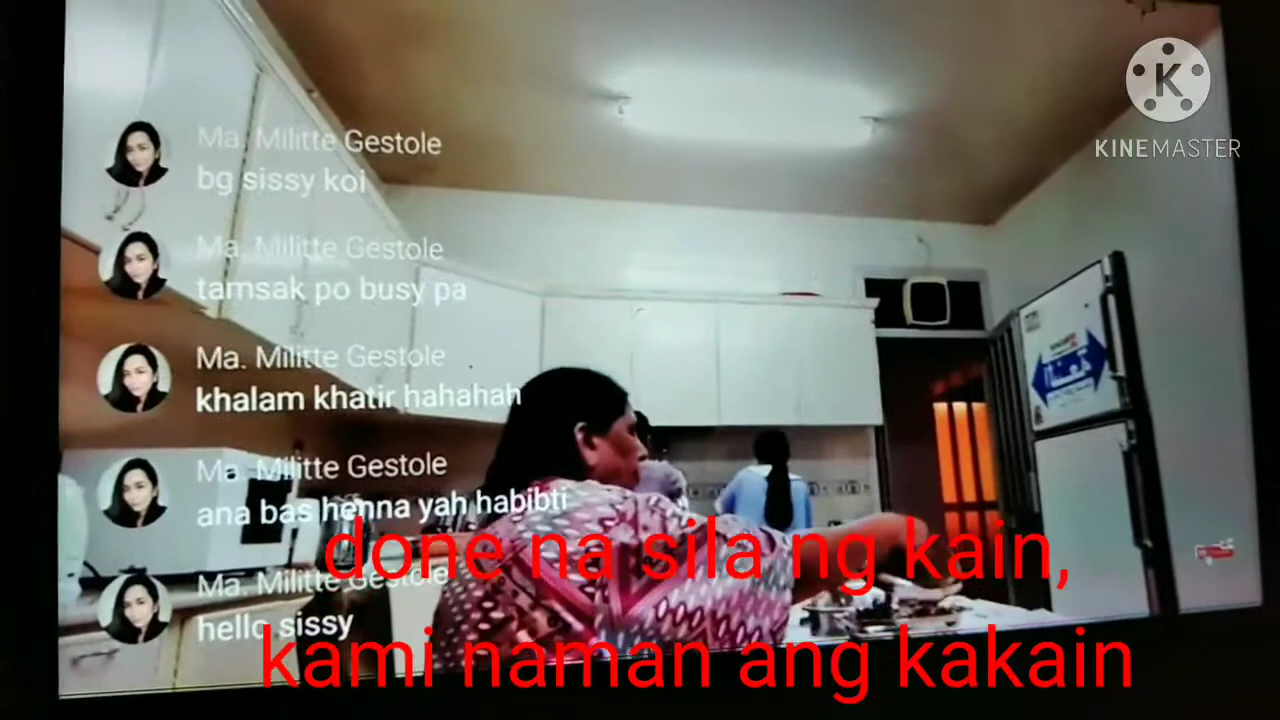 Ma. Militte Gestole
bg sissy koi
Ma. Militte Gestole
tamsak po busy pa
Ma. Militte Gestole
khalam khatir hahahah
Ma. Militte Gestole
ana bas henna yah habibti
Ma. Militte Gestole
hello sissy
K
KINEMASTER
done na sila ng kain,
kami naman ang kakain